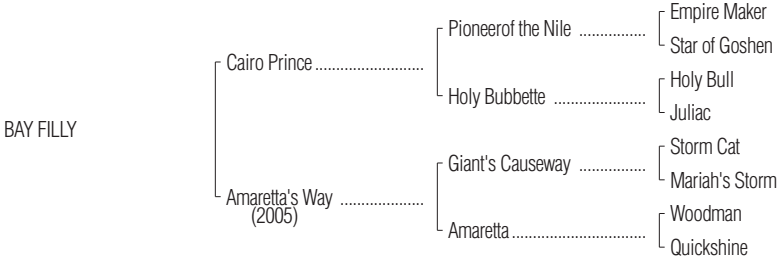 Empire Maker
Pioneerof the Nile ................
Star of Goshen
Cairo Prince ..........................
Holy Bull
Holy Bubbette ......................
Juliac
BAY FILLY
Storm Cat
Giant's Causeway ................
Mariah's Storm
Amaretta's Way ....................
(2005)
Woodman
Amaretta ................................
Quickshine